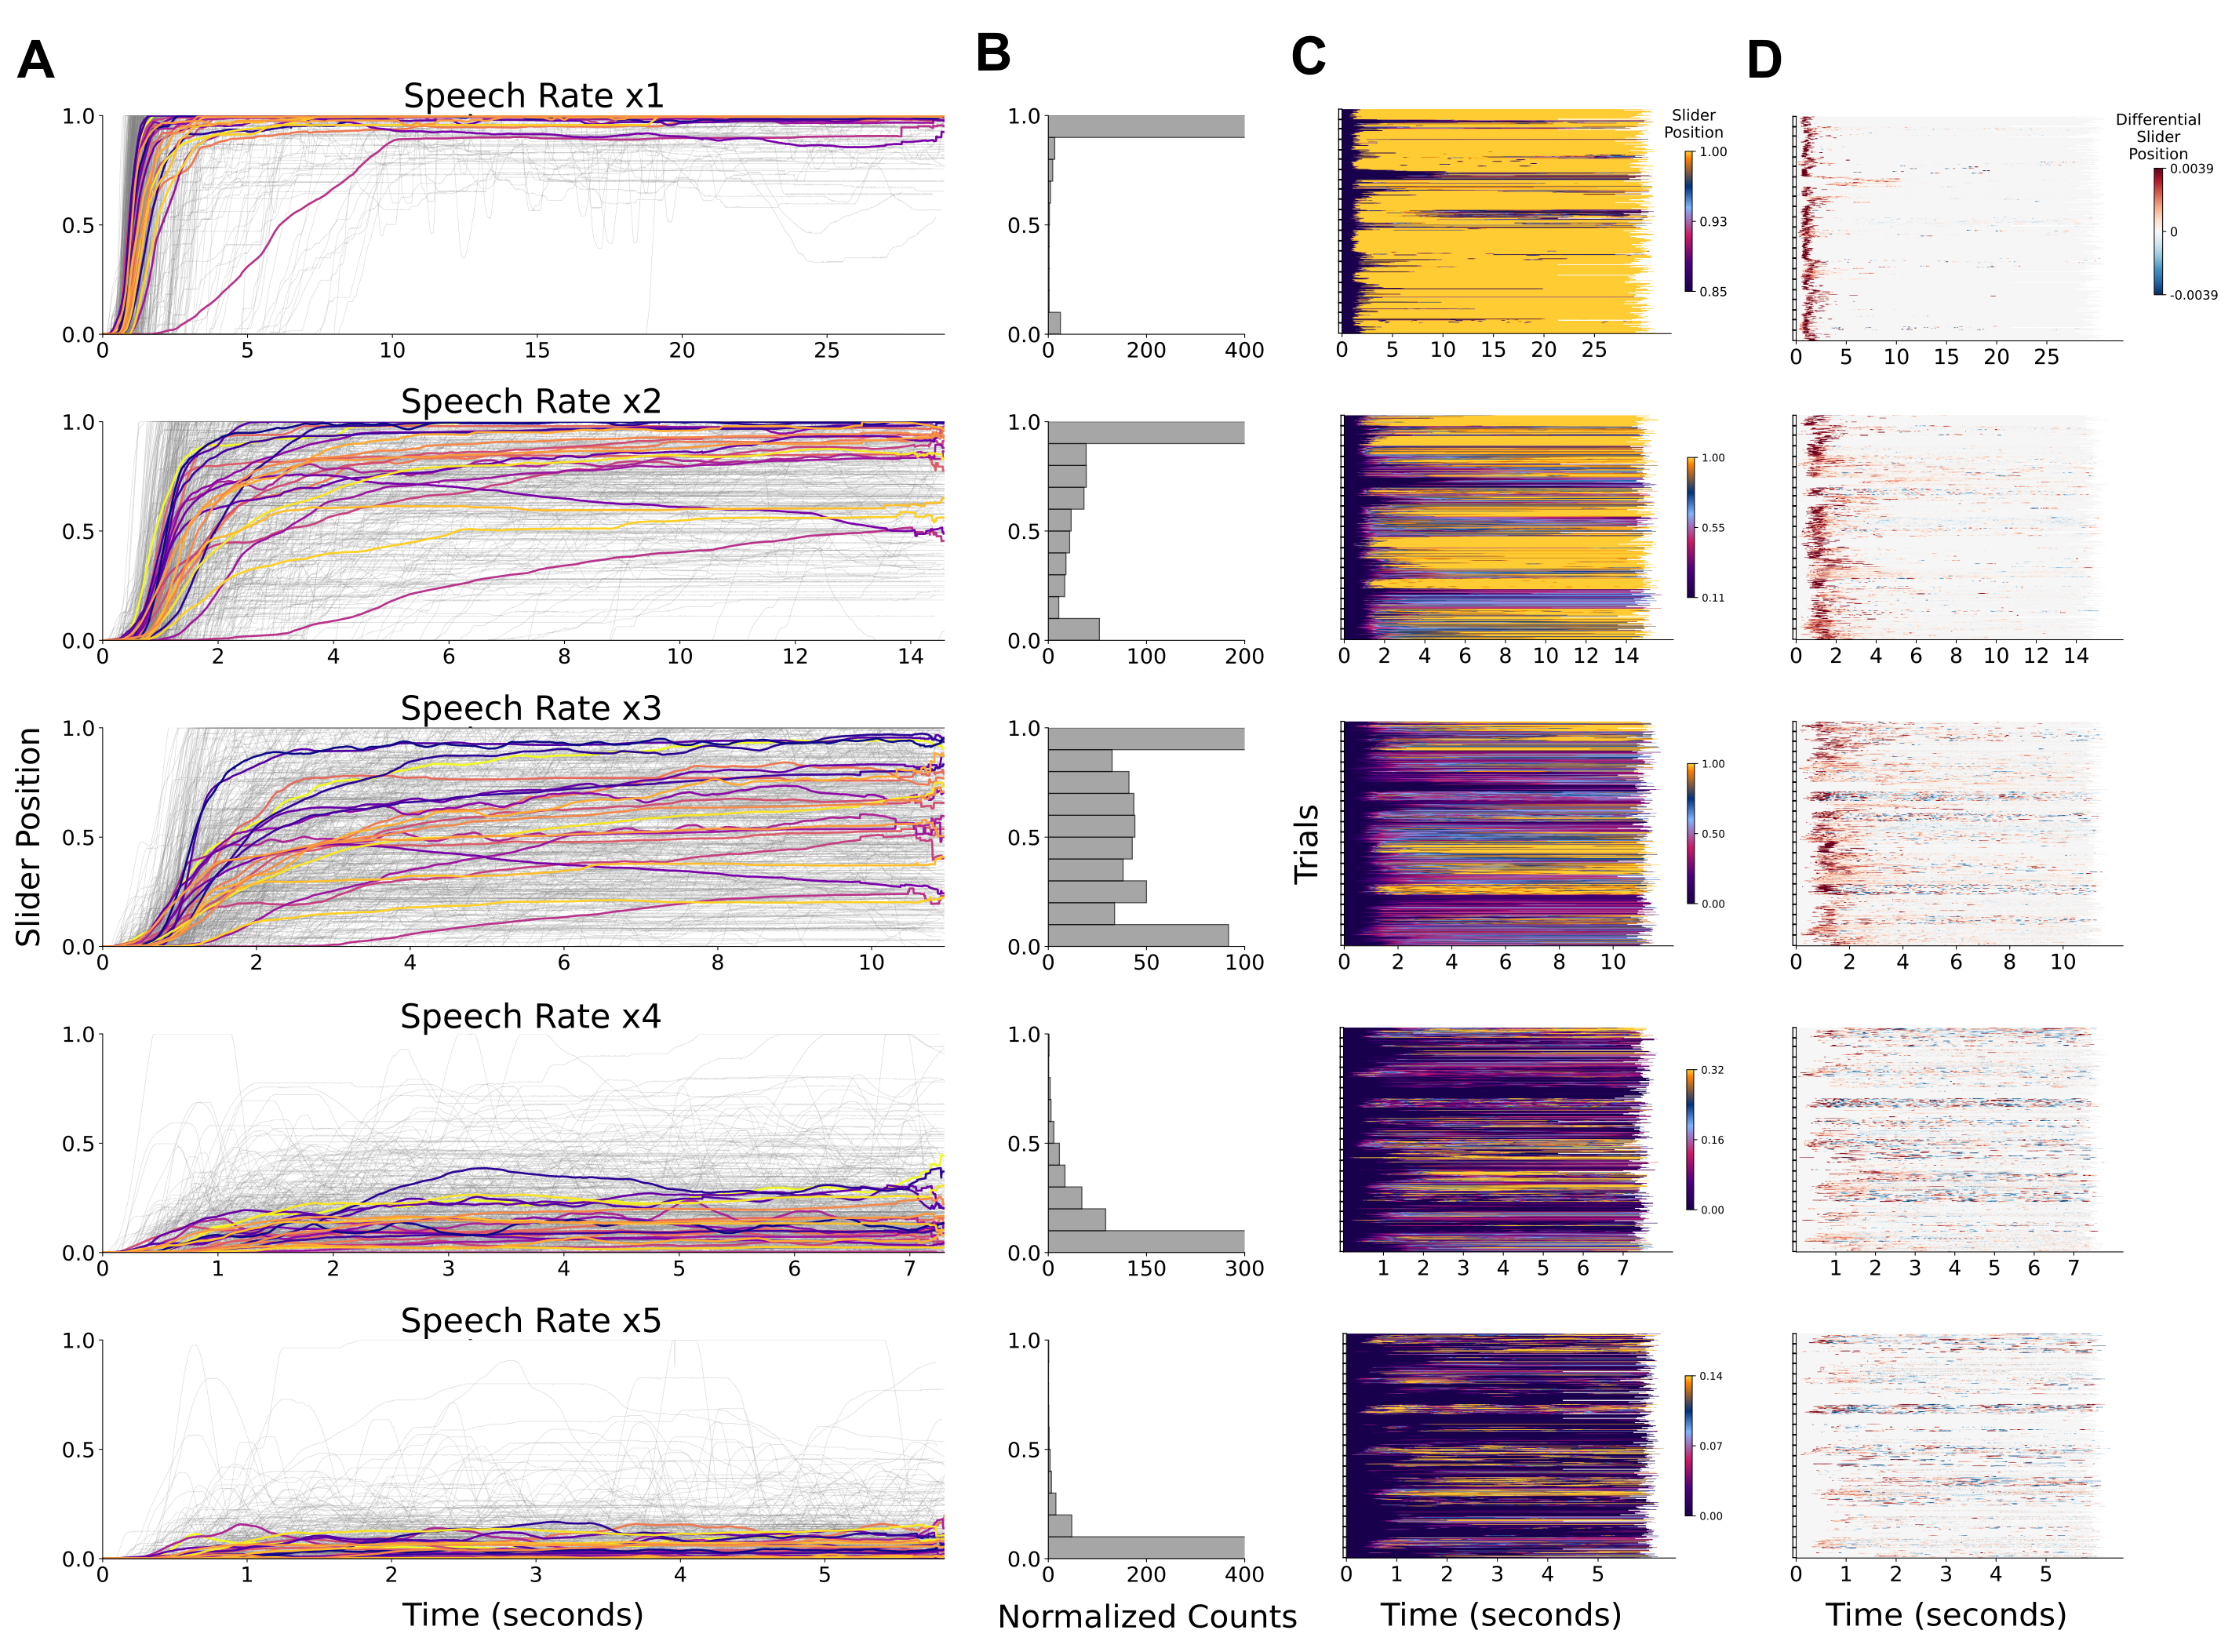 A
B
C
D
Speech Rate x1
1.0
0.5
0.0
0 5 10 15 20 25
1.0
0.5
0.0
0 200 400
0 5 10 15 20 25
Slider
Position
1.00
0.93
0.85
0 5 10 15 20 25
Differential
Slider
Position
0.0039
0
-0.0039
Speech Rate x2
1.0
0.5
0.0
0 2 4 6 8 10 12 14
1.0
0.5
0.0
0 100 200
0 2 4 6 8 10 12 14
1.00
0.55
0.11
0 2 4 6 8 10 12 14
Speech Rate x3
Slider Position
1.0
0.5
0.0
0 2 4 6 8 10
1.0
0.5
0.0
0 50 100
Trials
0 2 4 6 8 10
1.00
0.50
0.00
0 2 4 6 8 10
Speech Rate x4
1.0
0.5
0.0
0 1 2 3 4 5 6 7
1.0
0.5
0.0
0 150 300
1 2 3 4 5 6 7
0.32
0.16
0.00
1 2 3 4 5 6 7
Speech Rate x5
1.0
0.5
0.0
0 1 2 3 4 5
1.0
0.5
0.0
0 200 400
0 1 2 3 4 5
0.14
0.07
0.00
0 1 2 3 4 5
Time (seconds)
Normalized Counts
Time (seconds)
Time (seconds)